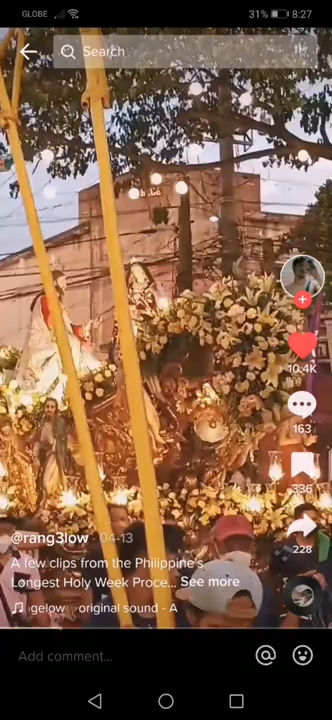 GLOBE
31% 8:27
Search
10.4K
163
336
228
@rang3low · 04-13
A few clips from the Philippine's
Longest Holy Week Proce... See more
igelow original sound - A
Add comment...